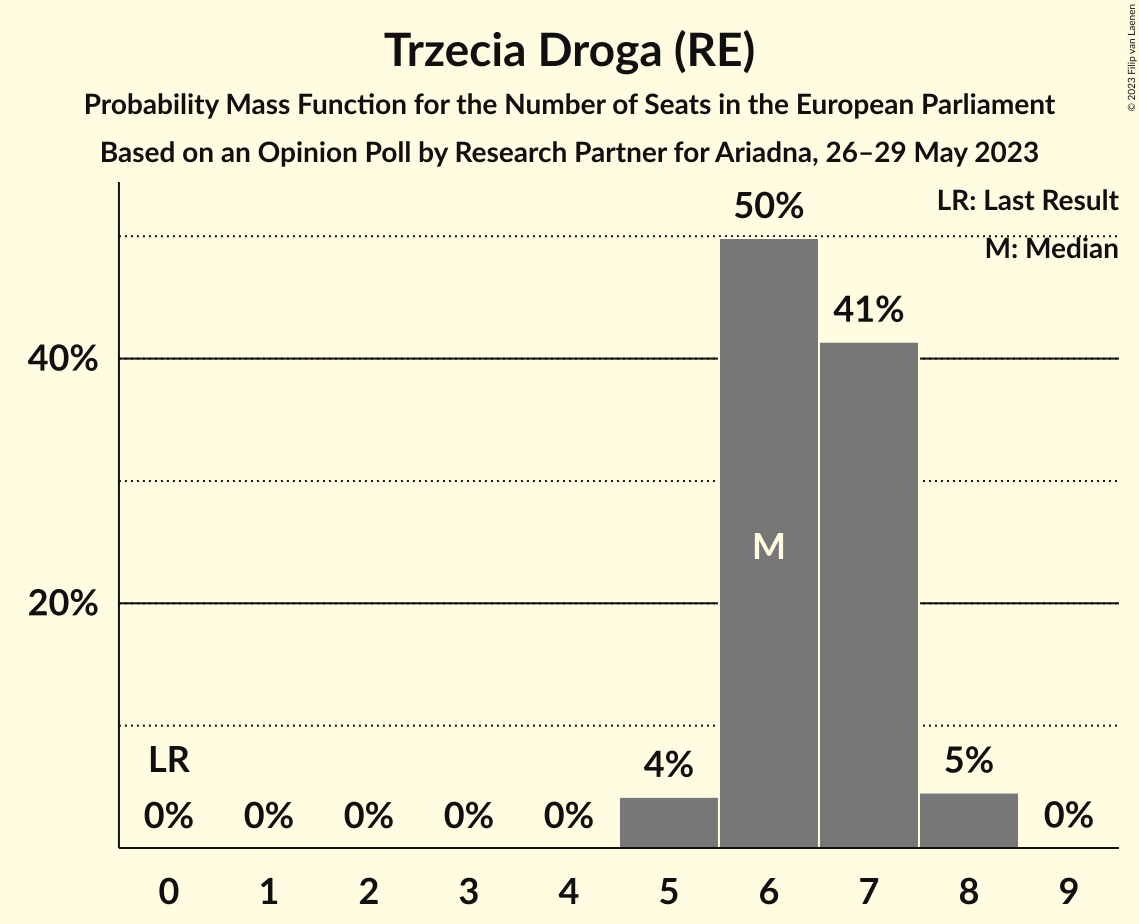 Trzecia Droga (RE)
Probability Mass Function for the Number of Seats in the European Parliament
Based on an Opinion Poll by Research Partner for Ariadna, 26–29 May 2023
© 2023 Filip van Laenen
LR: Last Result
M: Median
50%
41%
40%
M
20%
LR
0%
0%
0%
0%
0%
4%
5%
0%
0
1
2
3
4
5
6
7
8
9